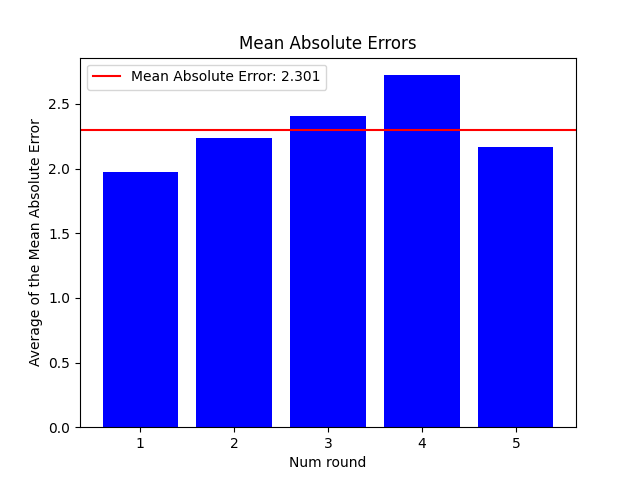 Mean Absolute Errors
Mean Absolute Error: 2.301
Average of the Mean Absolute Error
2.5
2.0
1.5
1.0
0.5
0.0
1 2 3 4 5
Num round